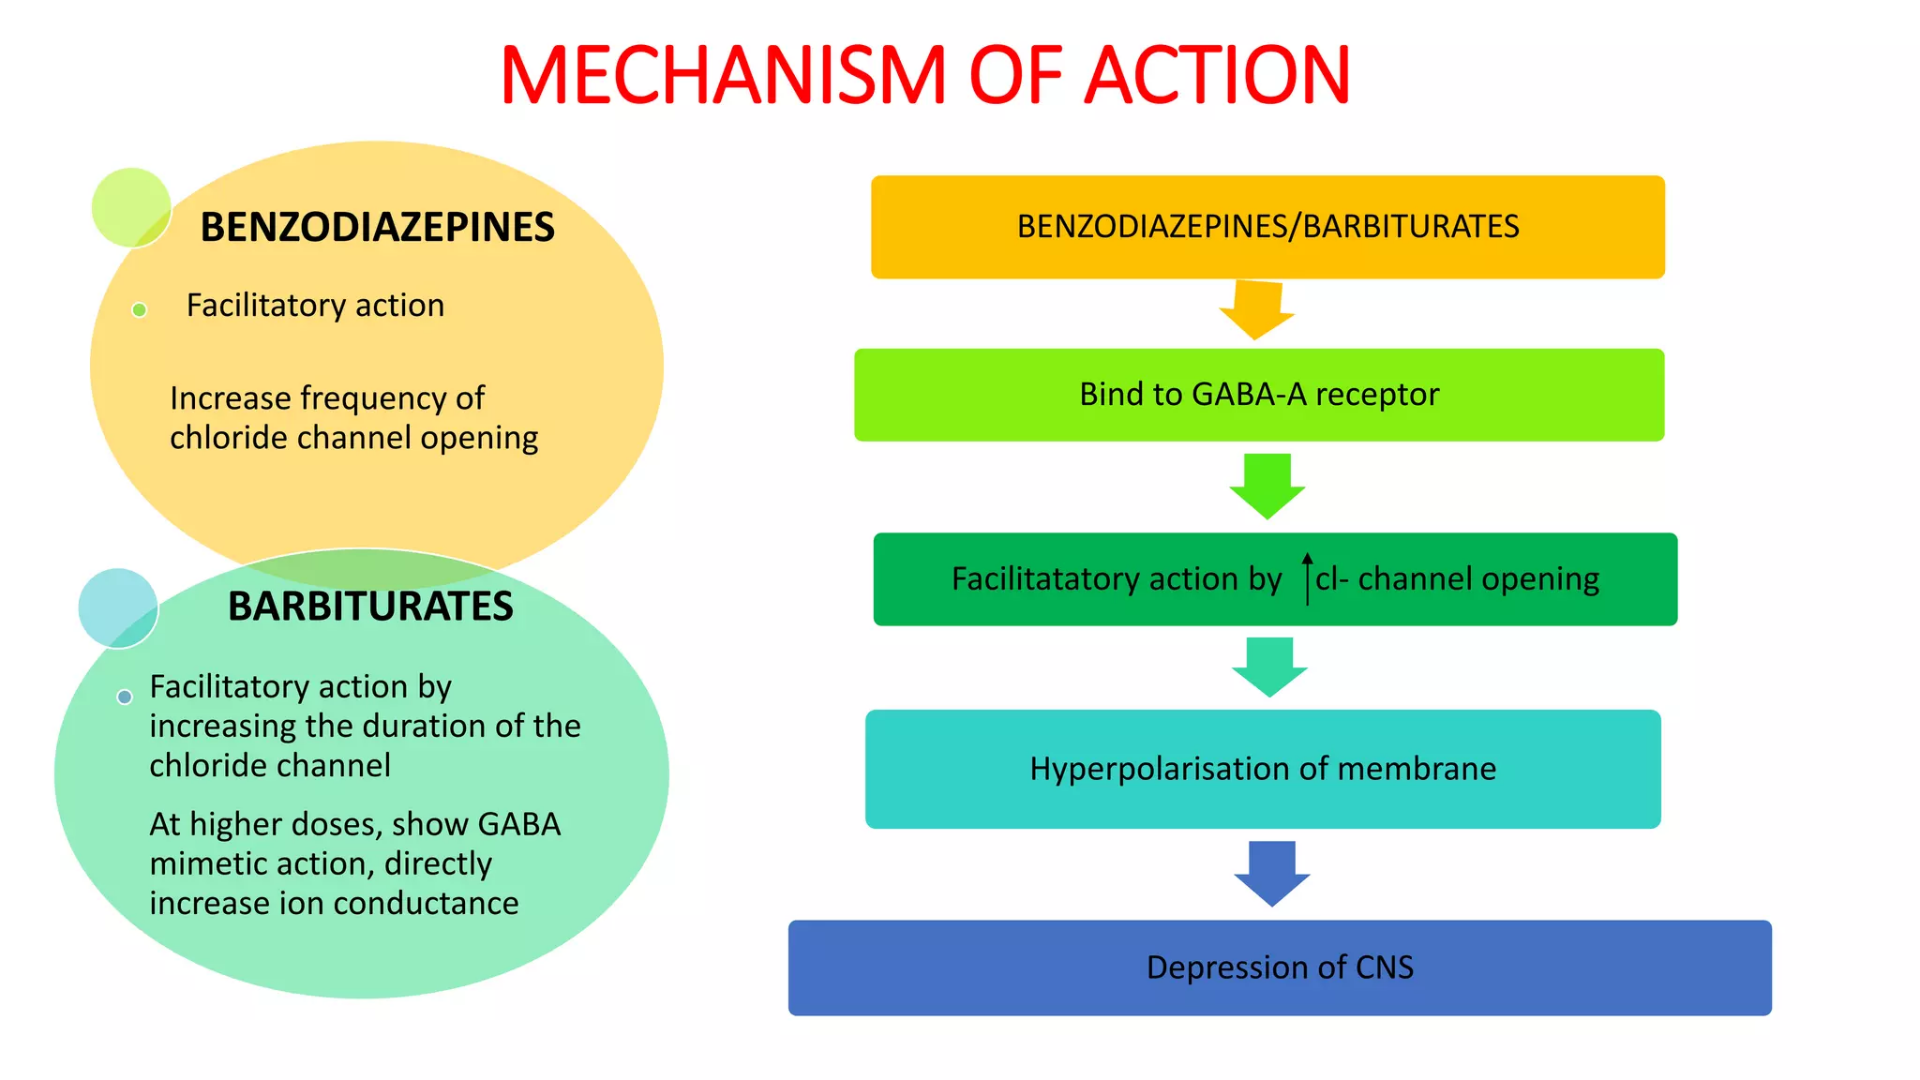 MECHANISM OF ACTION
BENZODIAZEPINES
Facilitatory action
Increase frequency of
chloride channel opening
BARBITURATES
Facilitatory action by
increasing the duration of the
chloride channel
At higher doses, show GABA
mimetic action, directly
increase ion conductance
BENZODIAZEPINES/BARBITURATES
Bind to GABA-A receptor
Facilitatatory action by ↑cl- channel opening
Hyperpolarisation of membrane
Depression of CNS